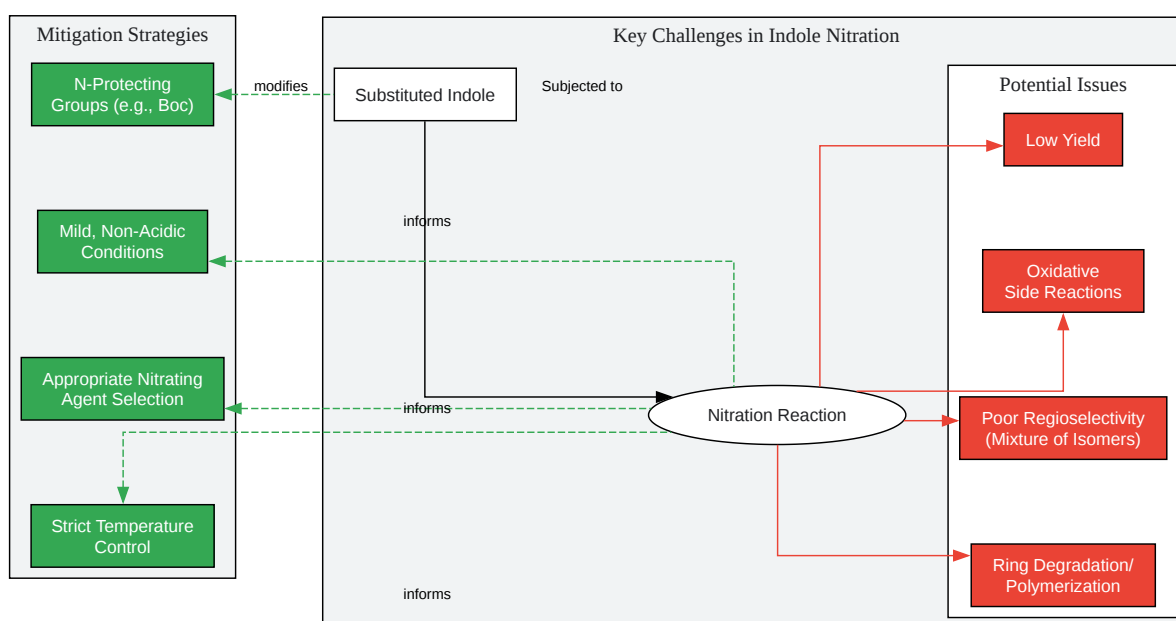 Mitigation Strategies
N-Protecting
Groups (e.g., Boc)
Mild, Non-Acidic
Conditions
Appropriate Nitrating
Agent Selection
Strict Temperature
Control
modifies
Key Challenges in Indole Nitration
Substituted Indole
Subjected to
informs
informs
informs
Nitration Reaction
Potential Issues
Low Yield
Oxidative
Side Reactions
Poor Regioselectivity
(Mixture of Isomers)
Ring Degradation/
Polymerization